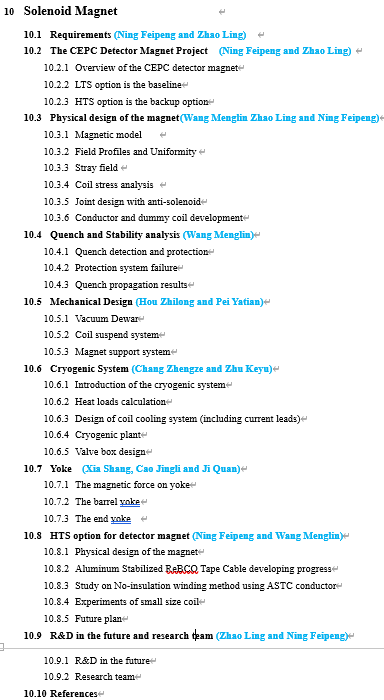 10 Solenoid Magnet
10.1 Requirements (Ning Feipeng and Zhao Ling)
10.2 The CEPC Detector Magnet Project (Ning Feipeng and Zhao Ling)
10.2.1 Overview of the CEPC detector magnet
10.2.2 LTS option is the baseline
10.2.3 HTS option is the backup option
10.3 Physical design of the magnet(Wang Menglin Zhao Ling and Ning Feipeng)
10.3.1 Magnetic model
10.3.2 Field Profiles and Uniformity
10.3.3 Stray field
10.3.4 Coil stress analysis
10.3.5 Joint design with anti-solenoid
10.3.6 Conductor and dummy coil development
10.4 Quench and Stability analysis (Wang Menglin)
10.4.1 Quench detection and protection
10.4.2 Protection system failure
10.4.3 Quench propagation results
10.5 Mechanical Design (Hou Zhilong and Pei Yatian)
10.5.1 Vacuum Dewar
10.5.2 Coil suspend system
10.5.3 Magnet support system
10.6 Cryogenic System (Chang Zhengze and Zhu Keyu)
10.6.1 Introduction of the cryogenic system
10.6.2 Heat loads calculation
10.6.3 Design of coil cooling system (including current leads)
10.6.4 Cryogenic plant
10.6.5 Valve box design
10.7 Yoke (Xia Shang, Cao Jingli and Ji Quan)
10.7.1 The magnetic force on yoke
10.7.2 The barrel yoke
10.7.3 The end yoke
10.8 HTS option for detector magnet (Ning Feipeng and Wang Menglin)
10.8.1 Physical design of the magnet
10.8.2 Aluminum Stabilized ReBCO Tape Cable developing progress
10.8.3 Study on No-insulation winding method using ASTC conductor
10.8.4 Experiments of small size coil
10.8.5 Future plan
10.9 R&D in the future and research team (Zhao Ling and Ning Feipeng)
10.9.1 R&D in the future
10.9.2 Research team
10.10 References